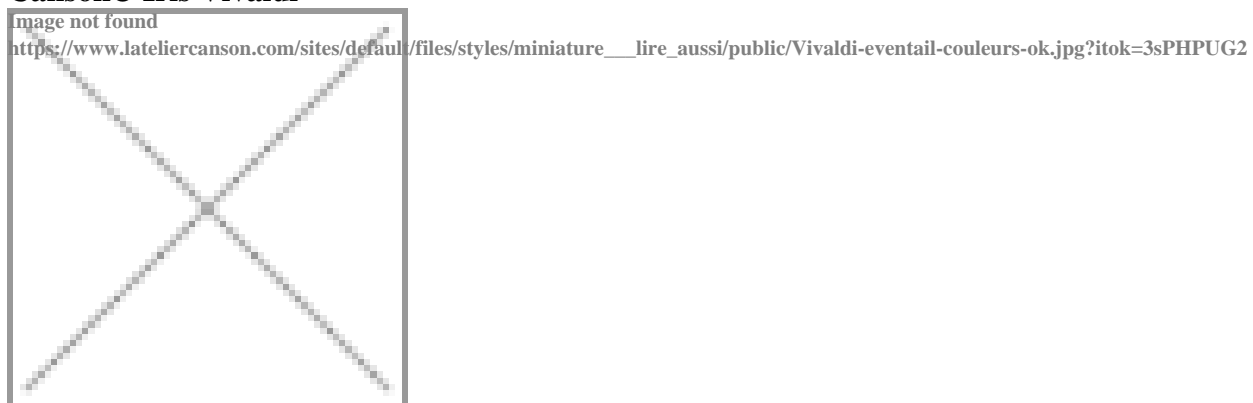 Image not found
https://www.lateliercanson.com/sites/default/files/styles/miniature___lire_aussi/public/Vivaldi-eventail-couleurs-ok.jpg?itok=3sPHPUG2